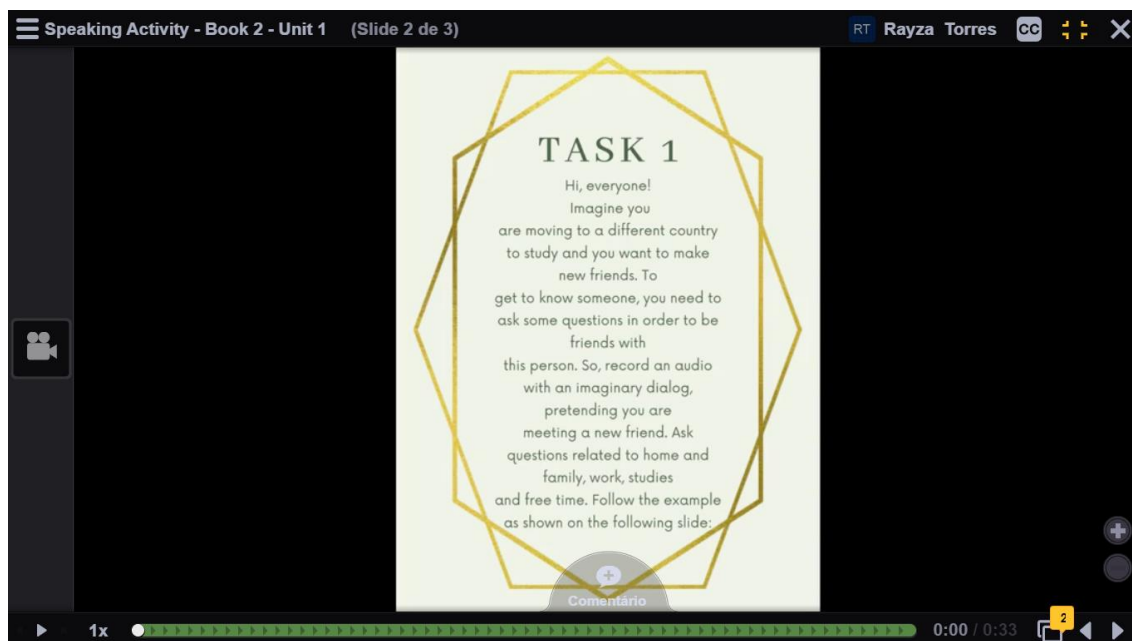 Speaking Activity - Book 2 - Unit 1 (Slide 2 de 3)
RT Rayza Torres CC
TASK 1
Hi, everyone!
Imagine you
are moving to a different country
to study and you want to make
new friends. To
get to know someone, you need to
ask some questions in order to be
friends with
this person. So, record an audio
with an imaginary dialog,
pretending you are
meeting a new friend. Ask
questions related to home and
family, work, studies
and free time. Follow the example
as shown on the following slide:
Comentário
1x 0:00 / 0:33 2